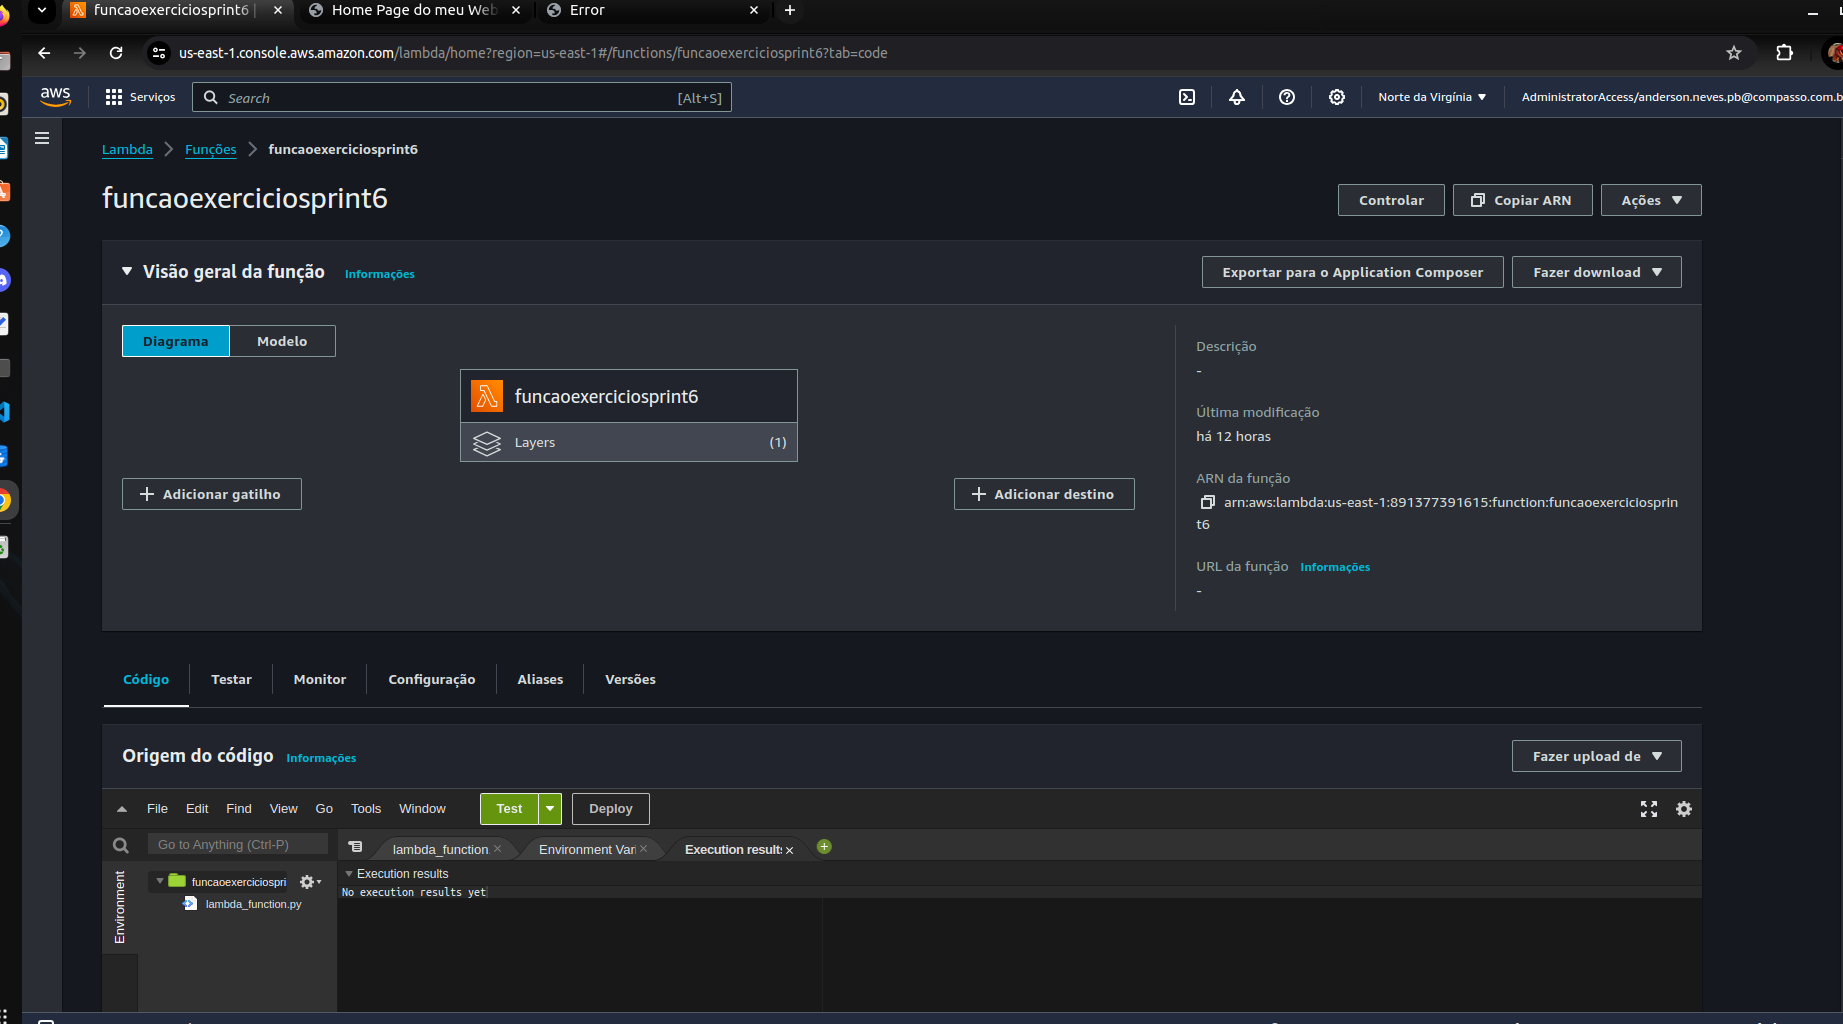 funcaoexerciciosprint6 |
Home Page do meu Web
Error
us-east-1.console.aws.amazon.com/lambda/home?region=us-east-1#/functions/funcaoexerciciosprint6?tab=code
aws
Serviços
Search
[Alt+S]
Norte da Virgínia
AdministratorAccess/anderson.neves.pb@compasso.com.b
Lambda
Funções
funcaoexerciciosprint6
funcaoexerciciosprint6
Controlar
Copiar ARN
Ações
Visão geral da função
Informações
Exportar para o Application Composer
Fazer download
Diagrama
Modelo
funcaoexerciciosprint6
Layers
(1)
Adicionar gatilho
Adicionar destino
Descrição
-
Última modificação
há 12 horas
ARN da função
arn:aws:lambda:us-east-1:891377391615:function:funcaoexerciciosprin
t6
URL da função
Informações
-
Código
Testar
Monitor
Configuração
Aliases
Versões
Origem do código
Informações
Fazer upload de
File
Edit
Find
View
Go
Tools
Window
Test
Deploy
Go to Anything (Ctrl-P)
lambda_function
Environment Vari
Execution results
Environment
funcaoexerciciospri
lambda_function.py
Execution results
No execution results yet